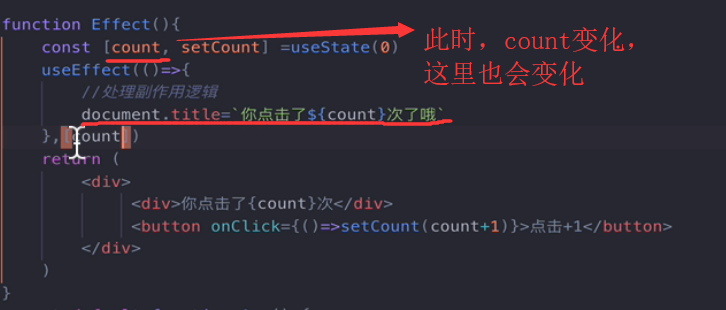 function Effect(){
const [count, setCount] =useState(0)
此时，count变化，
这里也会变化
useEffect(()=>{
//处理副作用逻辑
document.title=`你点击了${count}次了哦`
},[count])
return (
<div>
<div>你点击了{count}次</div>
<button onClick={()=>setCount(count+1)}>点击+1</button>
</div>
)
}